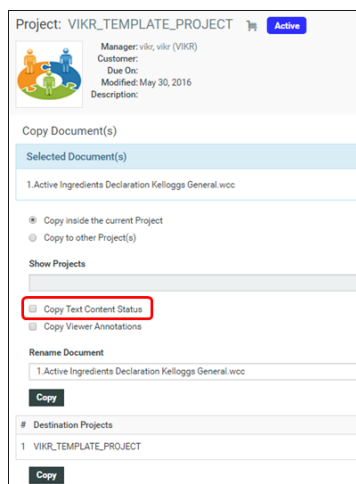 Project: VIKR_TEMPLATE_PROJECT Active
Manager: vikr, vikr (VIKR)
Customer:
Due On:
Modified: May 30, 2016
Description:
Copy Document(s)
Selected Document(s)
1.Active Ingredients Declaration Kelloggs General.wcc
Copy inside the current Project
Copy to other Project(s)
Show Projects
Copy Text Content Status
Copy Viewer Annotations
Rename Document
1.Active Ingredients Declaration Kelloggs General.wcc
Copy
# Destination Projects
1 VIKR_TEMPLATE_PROJECT
Copy